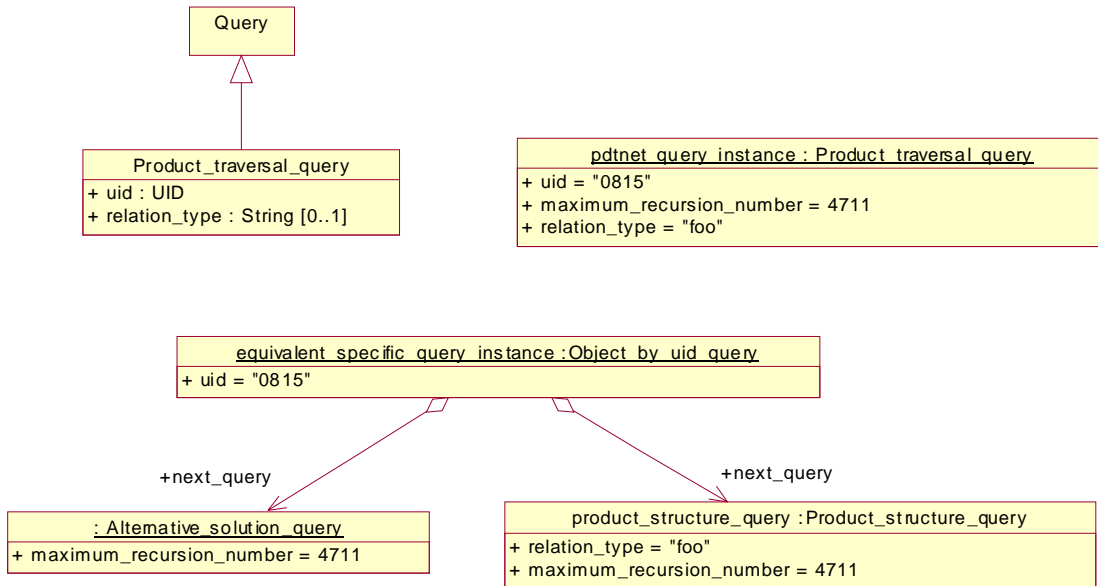 Query
Product_traversal_query
+ uid : UID
+ relation_type : String [0..1]
pdtnet_query_instance : Product_traversal_query
+ uid = "0815"
+ maximum_recursion_number = 4711
+ relation_type = "foo"
equivalent_specific_query_instance :Object_by_uid_query
+ uid = "0815"
+next_query
+next_query
: Alternative_solution_query
+ maximum_recursion_number = 4711
product_structure_query :Product_structure_query
+ relation_type = "foo"
+ maximum_recursion_number = 4711